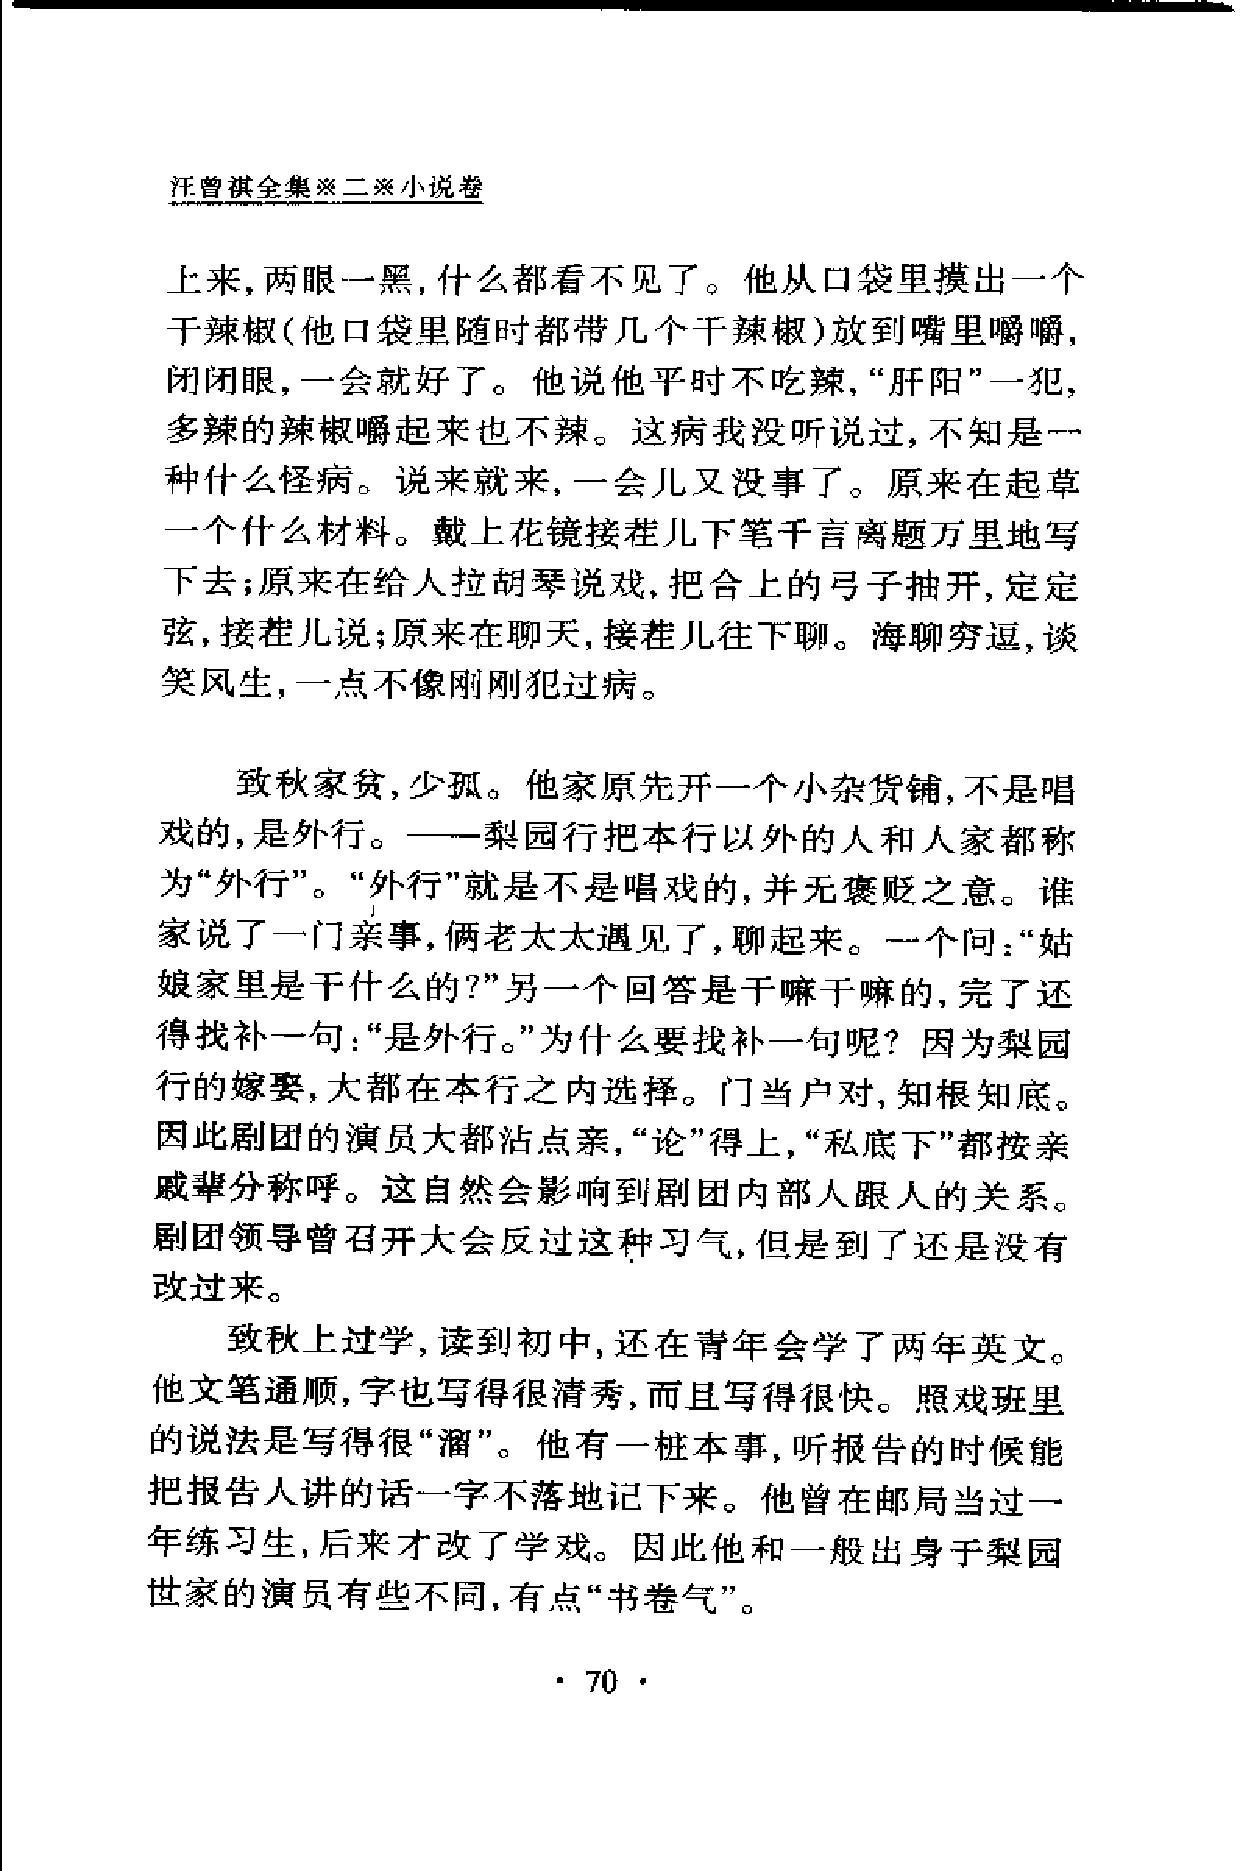 汪曾祺全集※二※小说卷
上来,两眼一黑,什么都看不见了。他从口袋里摸出一个
干辣椒(他口袋里随时都带几个干辣椒)放到嘴里嚼嚼,
闭闭眼,一会就好了。他说他平时不吃辣,“肝阳”一犯,
多辣的辣椒嚼起来也不辣。这病我没听说过,不知是一
种什么怪病。说来就来,一会儿又没事了。原来在起草
一个什么材料。戴上花镜接茬儿下笔千言离题万里地写
下去;原来在给人拉胡琴说戏,把合上的弓子抽开,定定
弦,接茬儿说;原来在聊天,接茬儿往下聊。海聊穷逗,谈
笑风生,一点不像刚刚犯过病。
致秋家贫,少孤。他家原先开一个小杂货铺,不是唱
戏的,是外行。——梨园行把本行以外的人和人家都称
为“外行”。“外行”就是不是唱戏的,并无褒贬之意。谁
家说了一门亲事,俩老太太遇见了,聊起来。一个问:“姑
娘家里是干什么的?”另一个回答是干嘛干嘛的,完了还
得找补一句:“是外行。”为什么要找补一句呢? 因为梨园
行的嫁娶,大都在本行之内选择。门当户对,知根知底。
因此剧团的演员大都沾点亲,“论”得上,“私底下”都按亲
戚辈分称呼。这自然会影响到剧团内部人跟人的关系。
剧团领导曾召开大会反过这种习气,但是到了还是没有
改过来。
致秋上过学,读到初中,还在青年会学了两年英文。
他文笔通顺,字也写得很清秀,而且写得很快。照戏班里
的说法是写得很“溜”。他有一桩本事,听报告的时候能
把报告人讲的话一字不落地记下来。他曾在邮局当过一
年练习生,后来才改了学戏。因此他和一般出身于梨园
世家的演员有些不同,有点“书卷气”。
· 70 ·